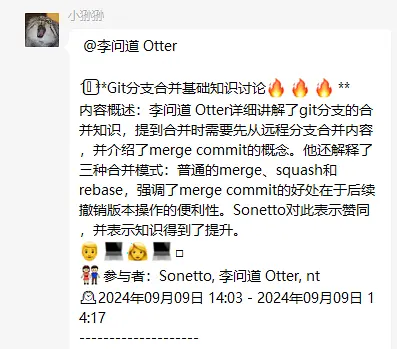 小猕猕
@李问道 Otter
1️⃣**Git分支合并基础知识讨论🔥🔥🔥**
内容概述：李问道 Otter详细讲解了git分支的合
并知识，提到合并时需要先从远程分支合并内容
，并介绍了merge commit的概念。他还解释了
三种合并模式：普通的merge、squash和
rebase，强调了merge commit的好处在于后续
撤销版本操作的便利性。Sonetto对此表示赞同
，并表示知识得到了提升。
👨💻👩💻□
👫参与者：Sonetto, 李问道 Otter, nt
🕰2024年09月09日 14:03 - 2024年09月09日 1
4:17
--------------------